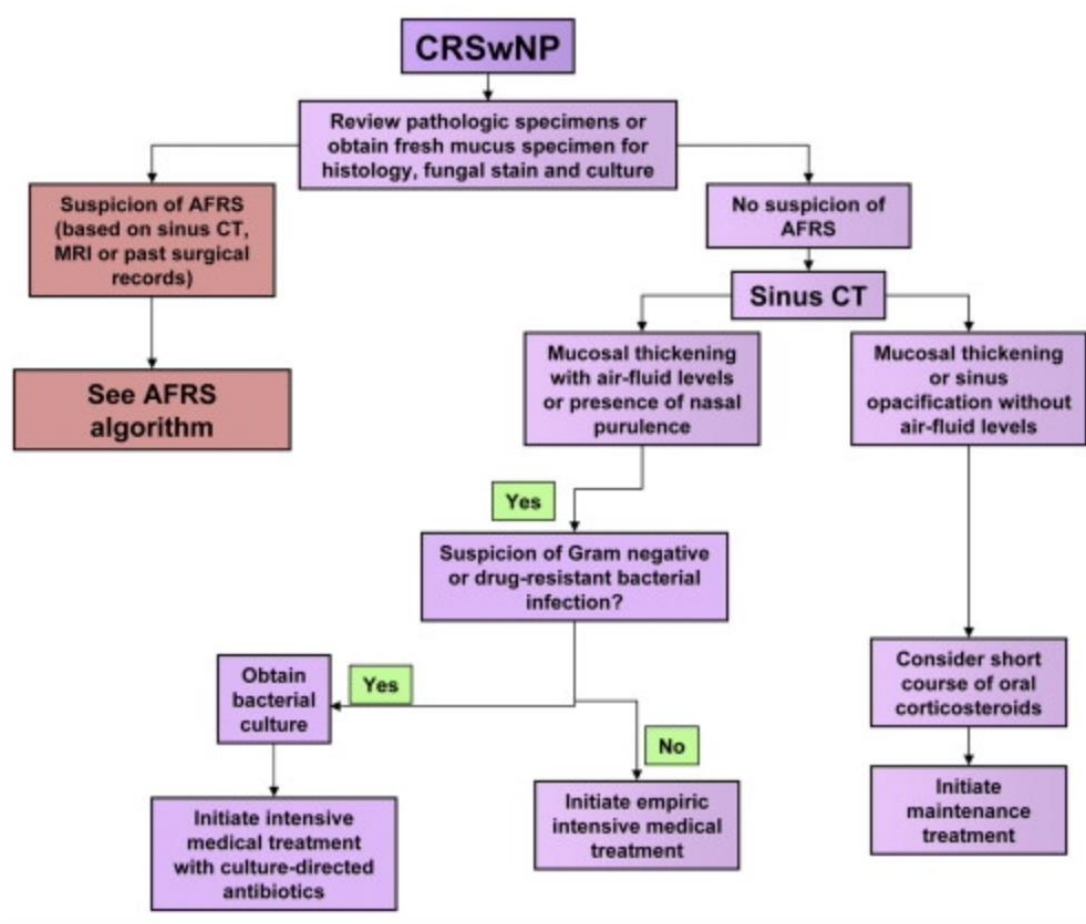 CRSwNP
Review pathologic specimens or
obtain fresh mucus specimen for
histology, fungal stain and culture
Suspicion of AFRS
(based on sinus CT,
MRI or past surgical
records)
No suspicion of
AFRS
See AFRS
algorithm
Sinus CT
Mucosal thickening
with air-fluid levels
or presence of nasal
purulence
Mucosal thickening
or sinus
opacification without
air-fluid levels
Yes
Suspicion of Gram negative
or drug-resistant bacterial
infection?
Obtain
bacterial
culture
Yes
No
Consider short
course of oral
corticosteroids
Initiate intensive
medical treatment
with culture-directed
antibiotics
Initiate empiric
intensive medical
treatment
Initiate
maintenance
treatment